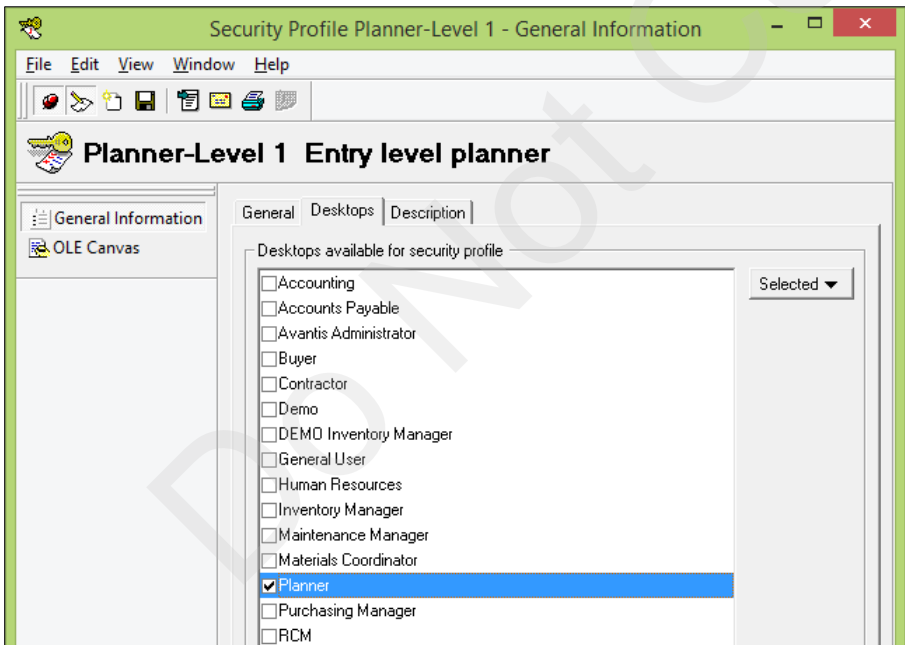 Security Profile Planner-Level 1 - General Information
File Edit View Window Help
Planner-Level 1 Entry level planner
General Information
OLE Canvas
General Desktops Description
Desktops available for security profile
Accounting
Accounts Payable
Avantis Administrator
Buyer
Contractor
Demo
DEMO Inventory Manager
General User
Human Resources
Inventory Manager
Maintenance Manager
Materials Coordinator
Planner
Purchasing Manager
RCM
Selected
Do Not